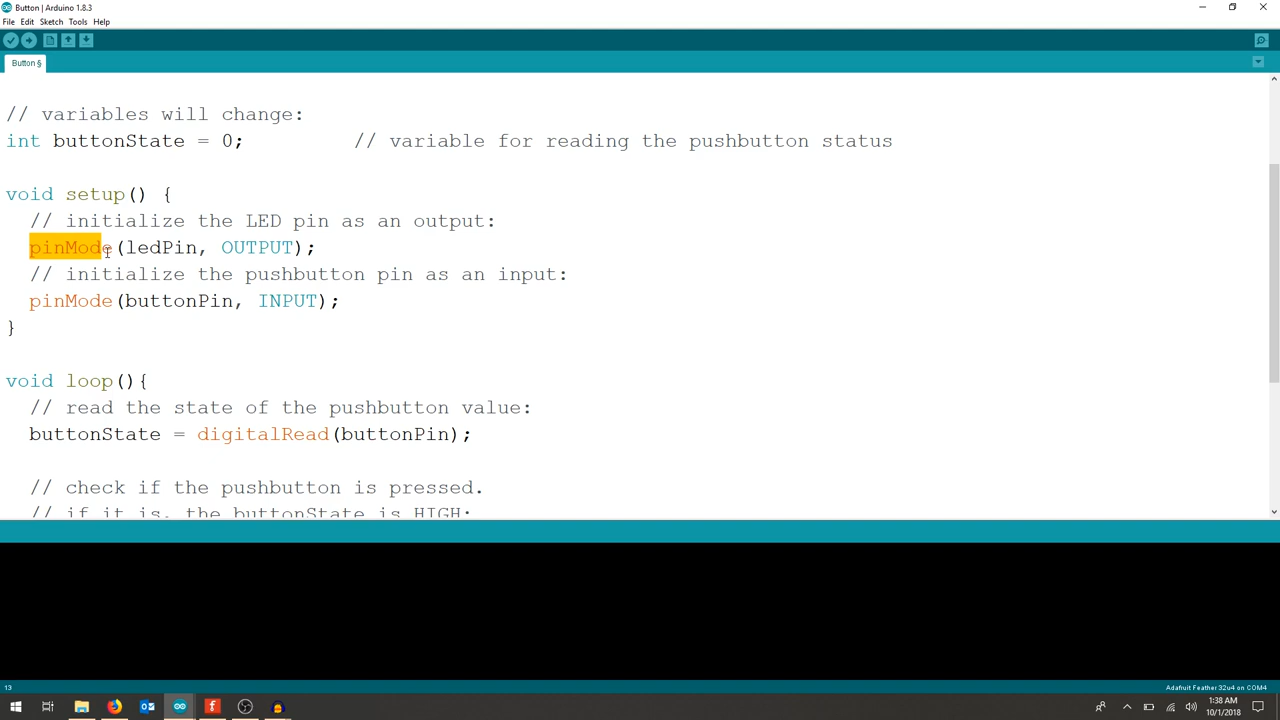 Button | Arduino 1.8.3
File Edit Sketch Tools Help
Button §
// variables will change:
int buttonState = 0;         // variable for reading the pushbutton status
void setup() {
  // initialize the LED pin as an output:
  pinMode(ledPin, OUTPUT);
  // initialize the pushbutton pin as an input:
  pinMode(buttonPin, INPUT);
}
void loop(){
  // read the state of the pushbutton value:
  buttonState = digitalRead(buttonPin);
  // check if the pushbutton is pressed.
  // if it is, the buttonState is HIGH:
13
Adafruit Feather 32u4 on COM4
1:38 AM
10/1/2018